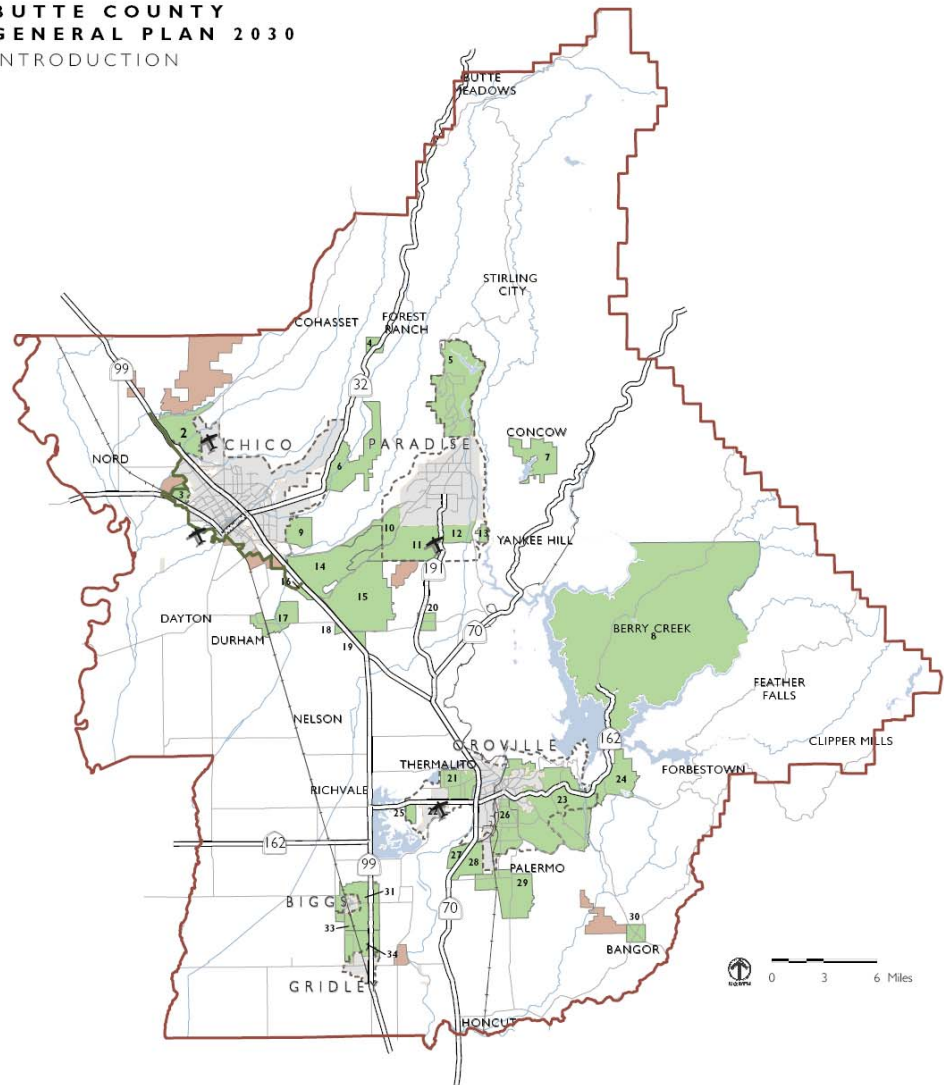 BUTTE COUNTY
GENERAL PLAN 2030
INTRODUCTION
BUTTE
MEADOWS
STIRLING
CITY
COHASSET
FOREST
RANCH
4
5
99
32
2
CHICO
PARADISE
CONCOW
NORD
6
7
3
10
9
11
12
13
YANKEE HILL
14
191
16
15
20
DAYTON
17
18
70
BERRY CREEK
8
DURHAM
19
FEATHER
FALLS
NELSON
162
CLIPPER MILLS
OROVILLE
THERMALITO
FORBESTOWN
21
24
RICHVALE
23
25
22
26
162
27
28
PALERMO
99
29
31
BIGGS
70
30
33
34
BANGOR
GRIDLEY
0 3 6 Miles
HONCUT